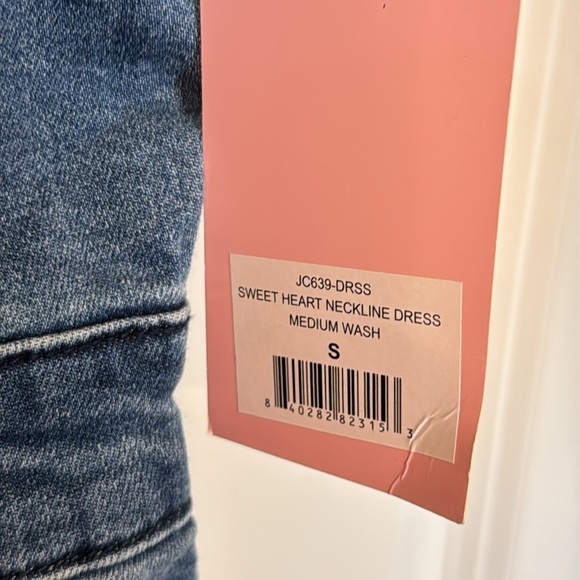 JC639-DRSS
SWEET HEART NECKLINE DRESS
MEDIUM WASH
S
8 40282 82315 3